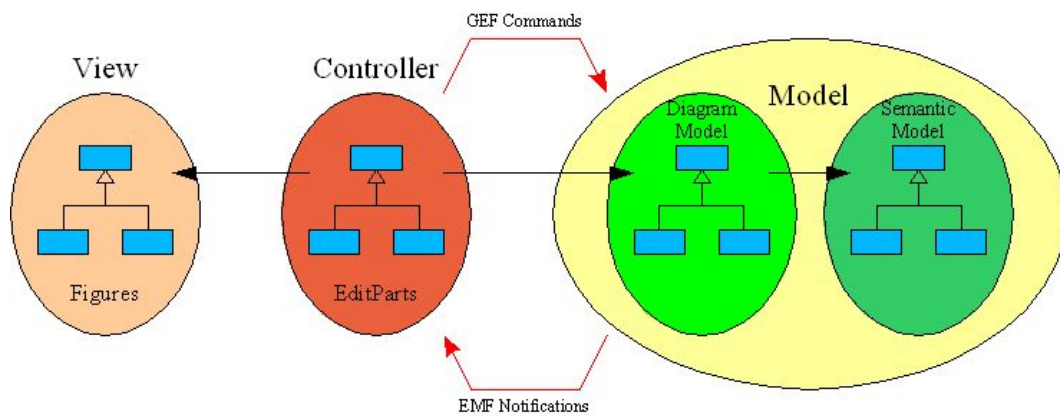 GEF Commands
View
Controller
Model
Diagram
Model
Semantic
Model
Figures
EditParts
EMF Notifications